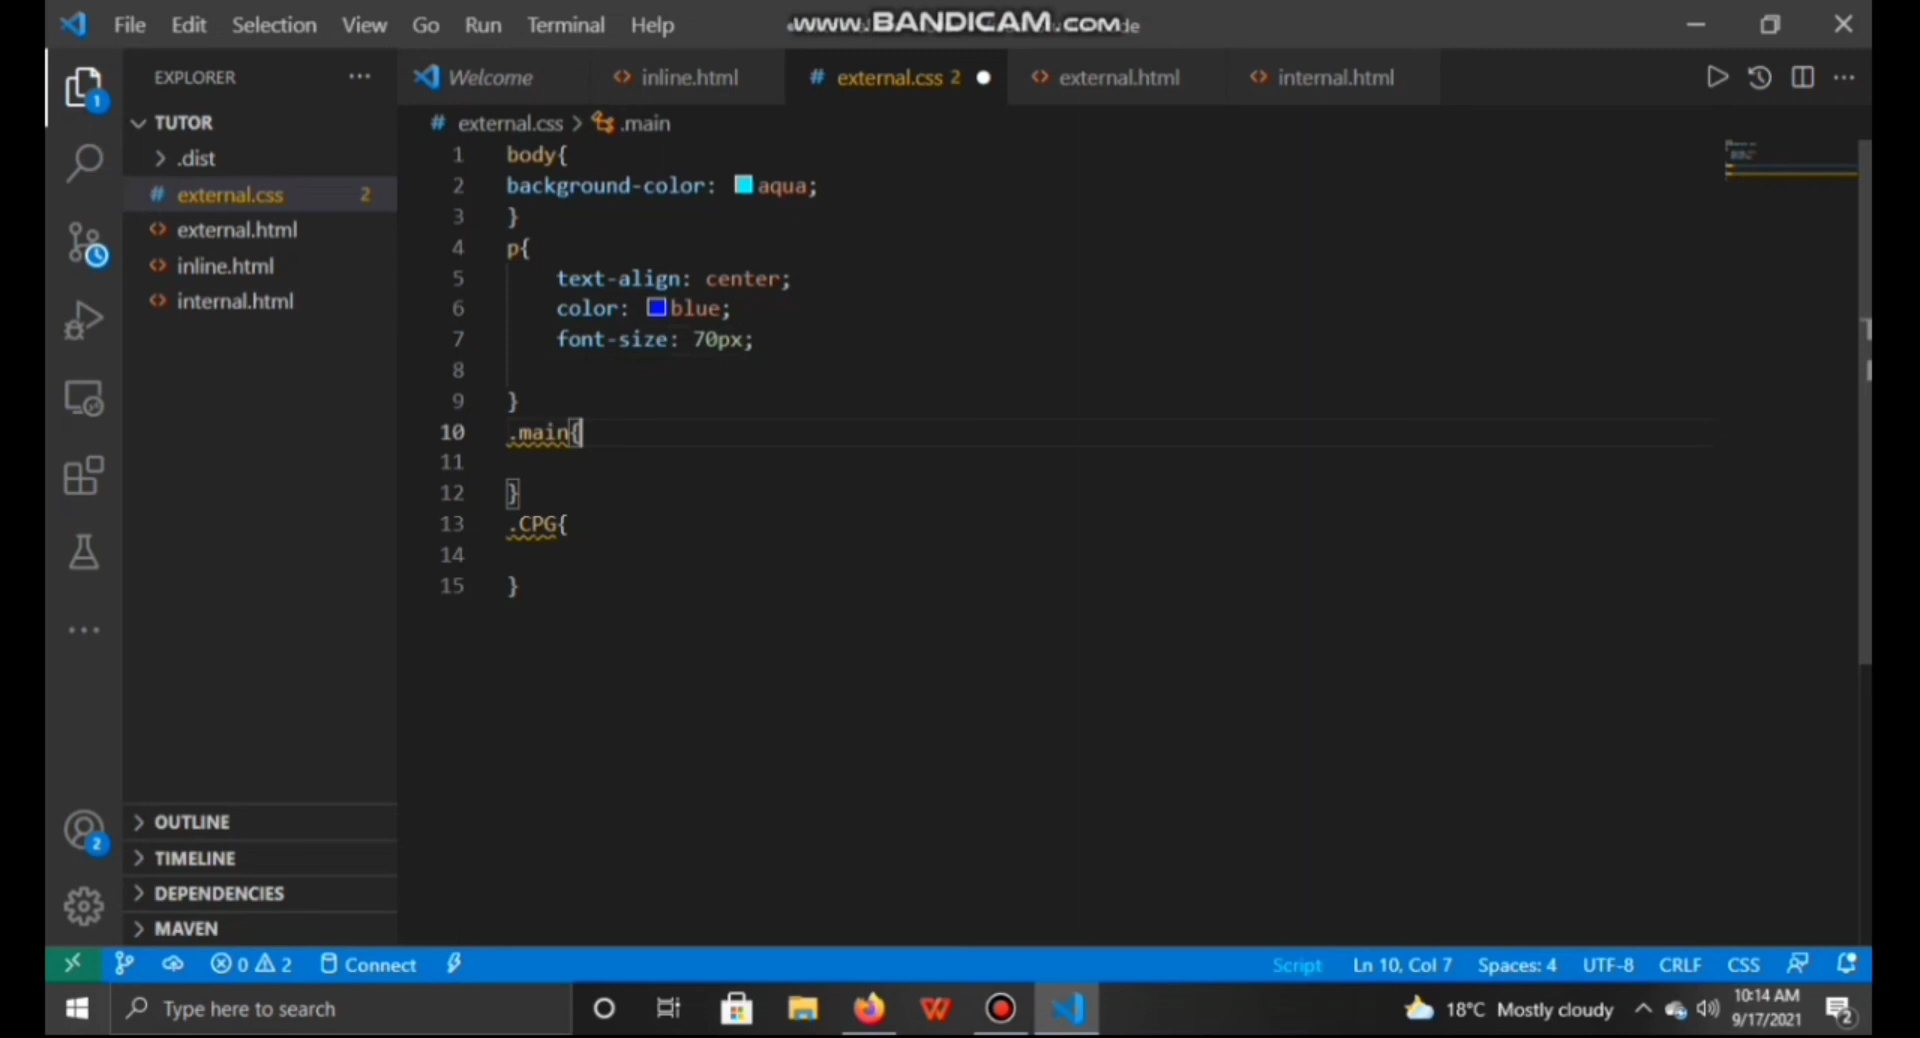 File Edit Selection View Go Run Terminal Help
www.BANDICAM.com
EXPLORER
Welcome
inline.html
external.css 2
external.html
internal.html
1
TUTOR
.dist
external.css 2
external.html
inline.html
internal.html
external.css > .main
1 body{
2 background-color: aqua;
3 }
4 p{
5 text-align: center;
6 color: blue;
7 font-size: 70px;
8
9 }
10 .main{
11
12 }
13 .CPG{
14
15 }
OUTLINE
TIMELINE
DEPENDENCIES
MAVEN
2
0 2 Connect
Script Ln 10, Col 7 Spaces: 4 UTF-8 CRLF CSS
Type here to search
18°C Mostly cloudy
10:14 AM
9/17/2021
2